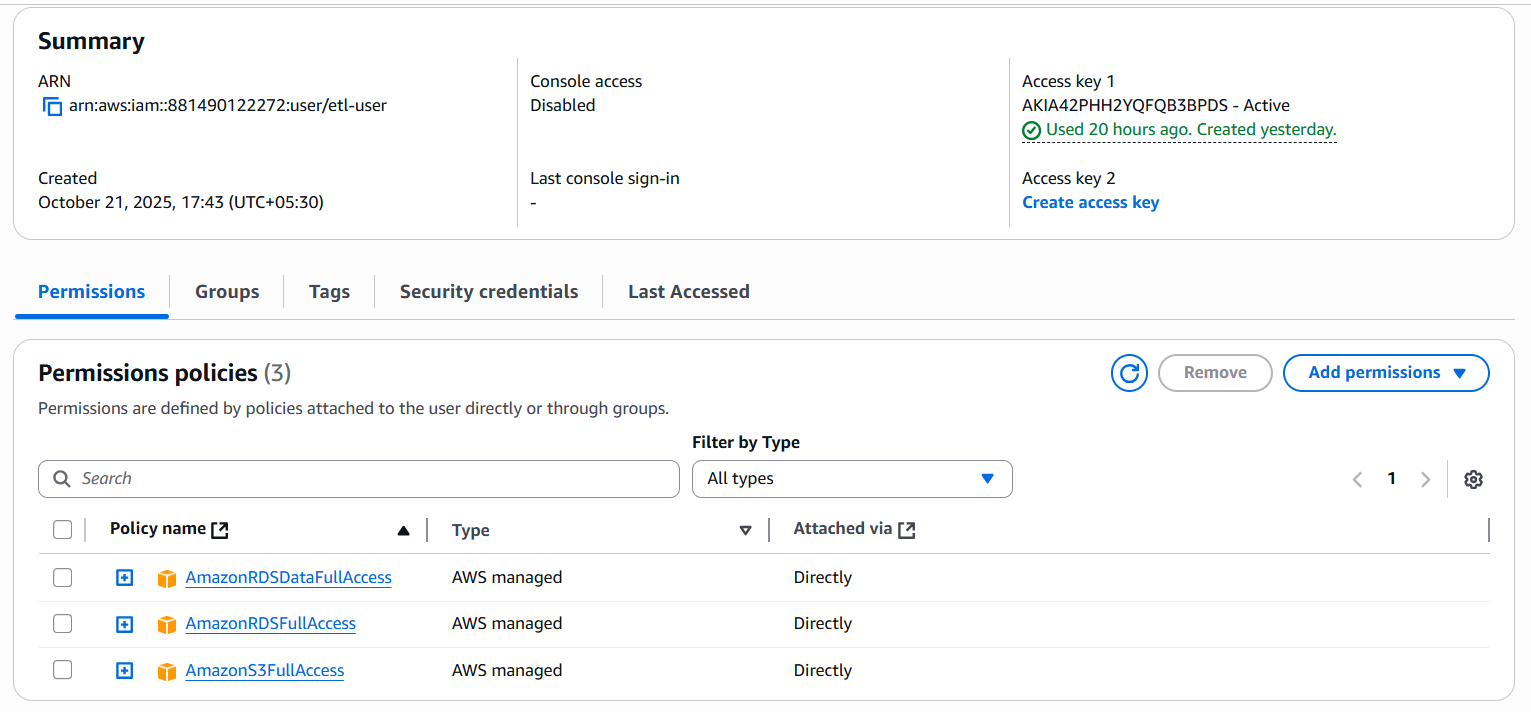 Summary
ARN
arn:aws:iam::881490122272:user/etl-user
Console access
Disabled
Access key 1
AKIA42PHH2YQFQB3BPDS - Active
Used 20 hours ago. Created yesterday.
Created
October 21, 2025, 17:43 (UTC+05:30)
Last console sign-in
-
Access key 2
Create access key
Permissions Groups Tags Security credentials Last Accessed
Permissions policies (3)
Remove Add permissions
Permissions are defined by policies attached to the user directly or through groups.
Filter by Type
Search All types 1
Policy name Type Attached via
AmazonRDSDataFullAccess AWS managed Directly
AmazonRDSFullAccess AWS managed Directly
AmazonS3FullAccess AWS managed Directly